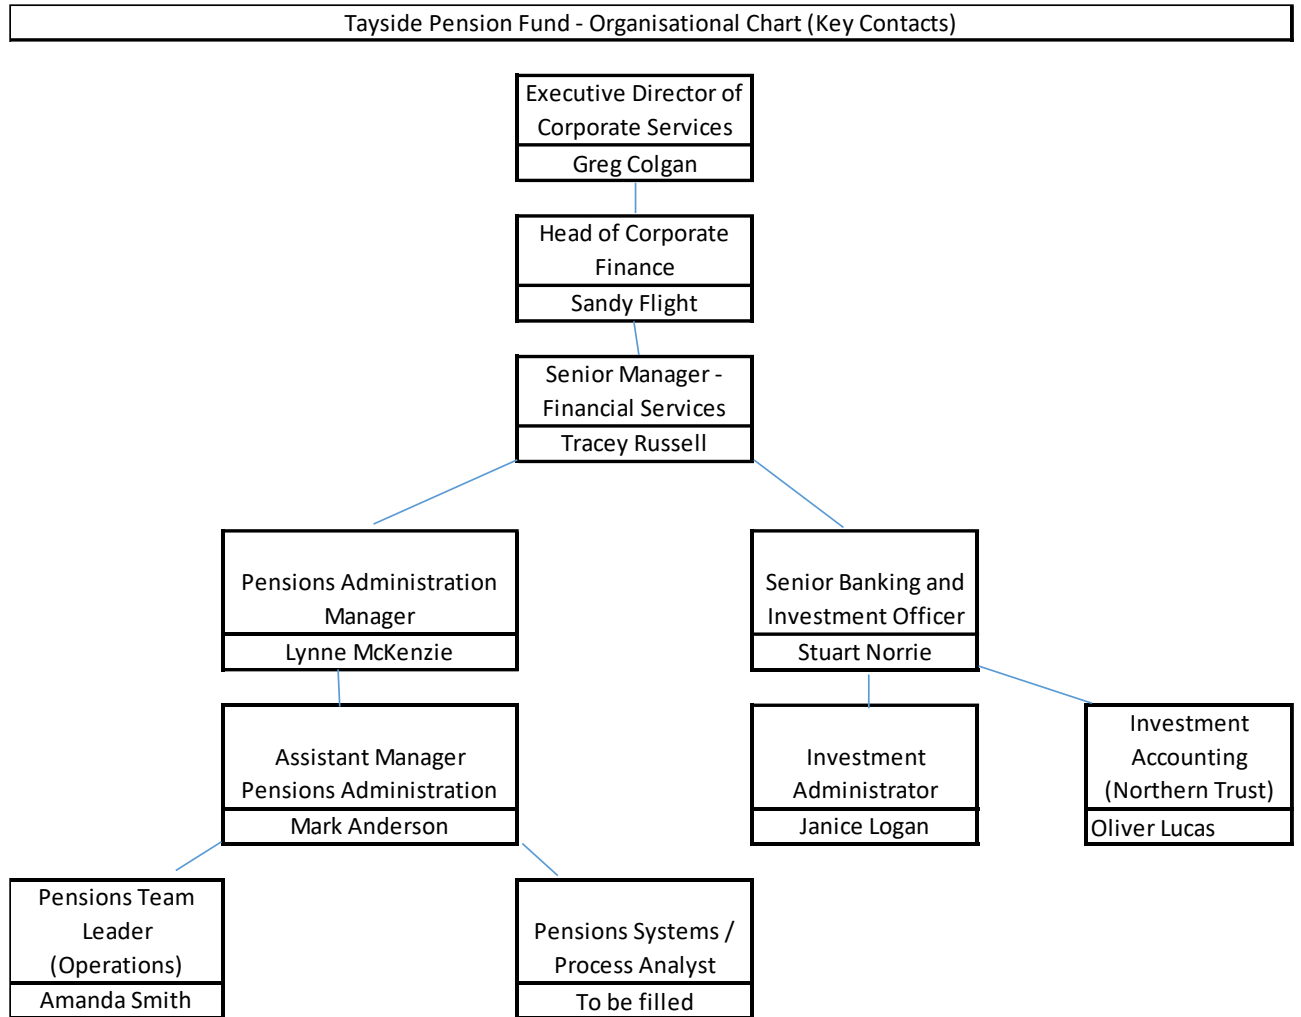 Tayside Pension Fund - Organisational Chart (Key Contacts)
Executive Director of
Corporate Services
Greg Colgan
Head of Corporate
Finance
Sandy Flight
Senior Manager -
Financial Services
Tracey Russell
Pensions Administration
Manager
Lynne McKenzie
Senior Banking and
Investment Officer
Stuart Norrie
Assistant Manager
Pensions Administration
Mark Anderson
Investment
Administrator
Janice Logan
Investment
Accounting
(Northern Trust)
Oliver Lucas
Pensions Team
Leader
(Operations)
Amanda Smith
Pensions Systems /
Process Analyst
To be filled